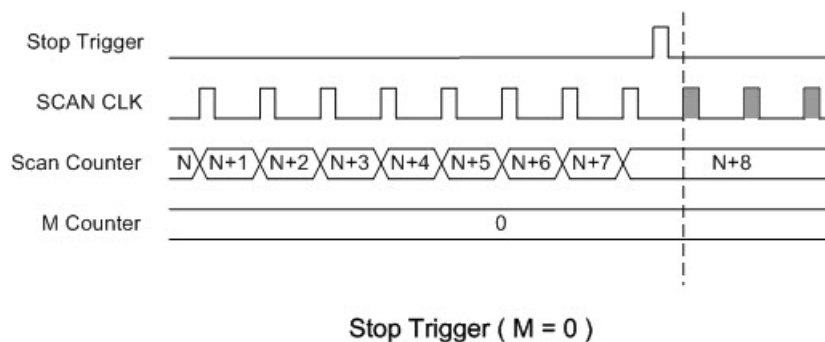 Stop Trigger
SCAN CLK
Scan Counter N N+1 N+2 N+3 N+4 N+5 N+6 N+7 N+8
M Counter 0
Stop Trigger ( M = 0 )